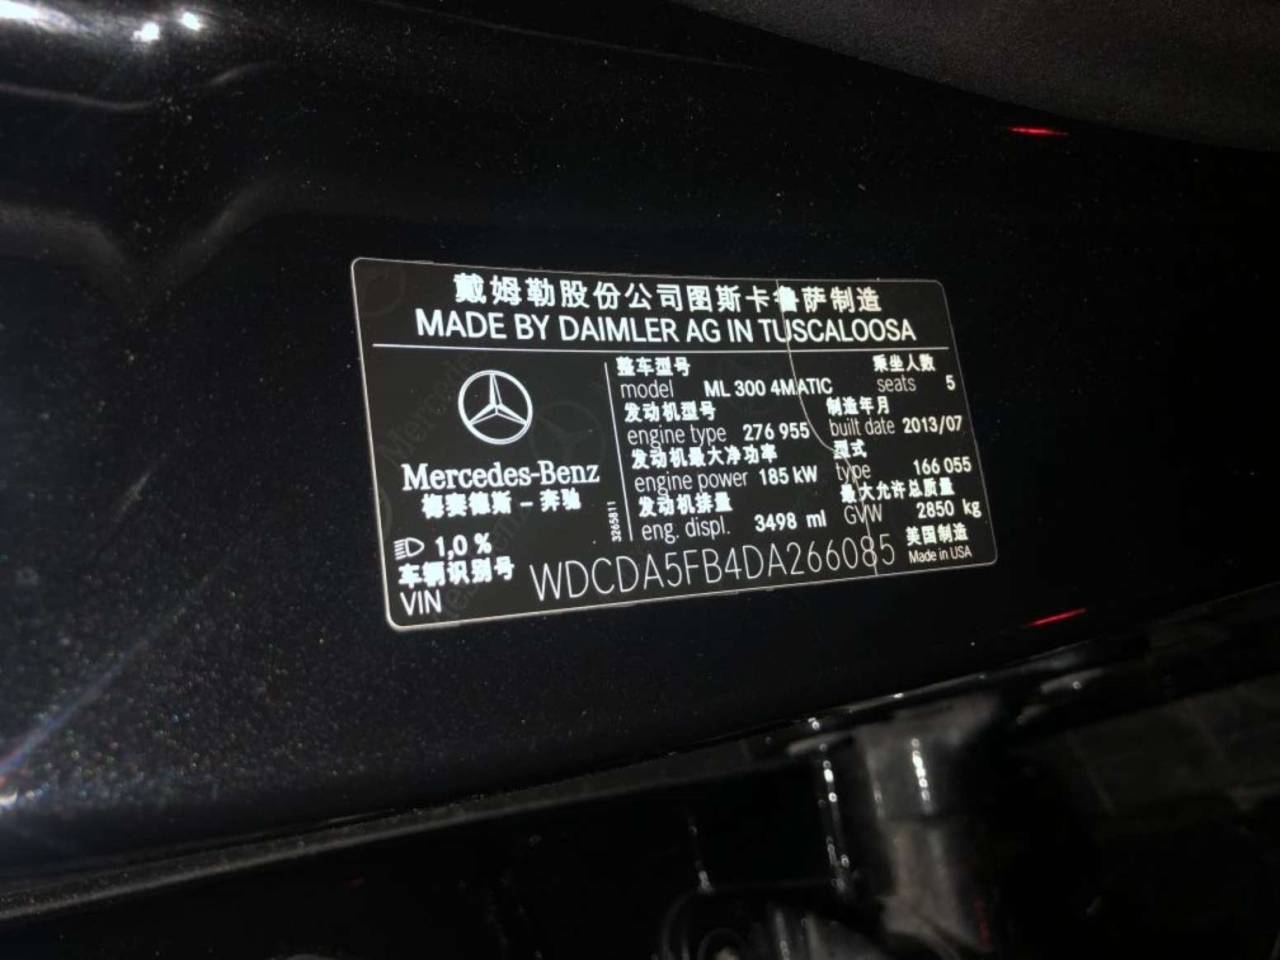 戴姆勒股份公司图斯卡鲁萨制造
MADE BY DAIMLER AG IN TUSCALOOSA
整车型号 乘坐人数
model ML 300 4MATIC seats 5
发动机型号 制造年月
engine type 276 955 built date 2013/07
发动机最大净功率 型式
engine power 185 kW type 166 055
发动机排量 最大允许总质量
eng. displ. 3498 ml GVW 2850 kg
Mercedes-Benz
梅赛德斯－奔驰
3265811
1,0 %
车辆识别号
VIN WDCDA5FB4DA266085
美国制造
Made in USA